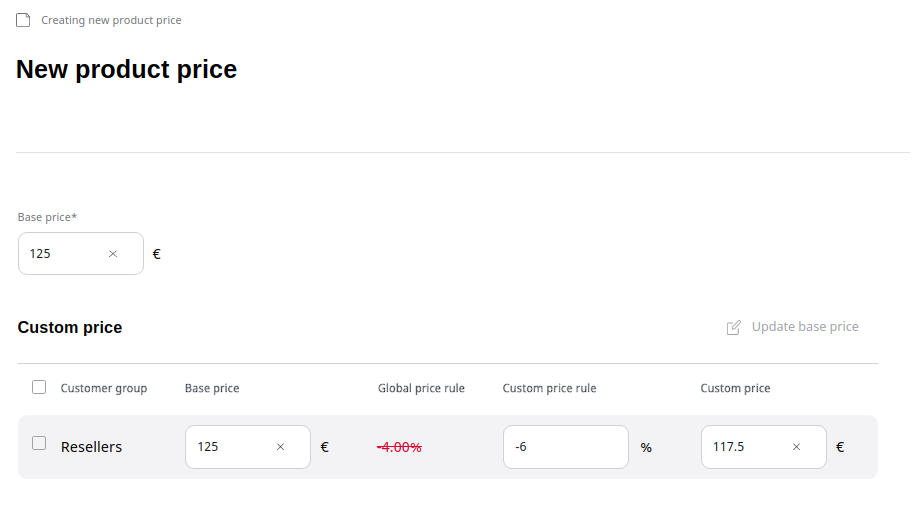 Creating new product price
New product price
Base price*
125 €
Custom price Update base price
Customer group Base price Global price rule Custom price rule Custom price
Resellers 125 € -4.00% -6 % 117.5 €